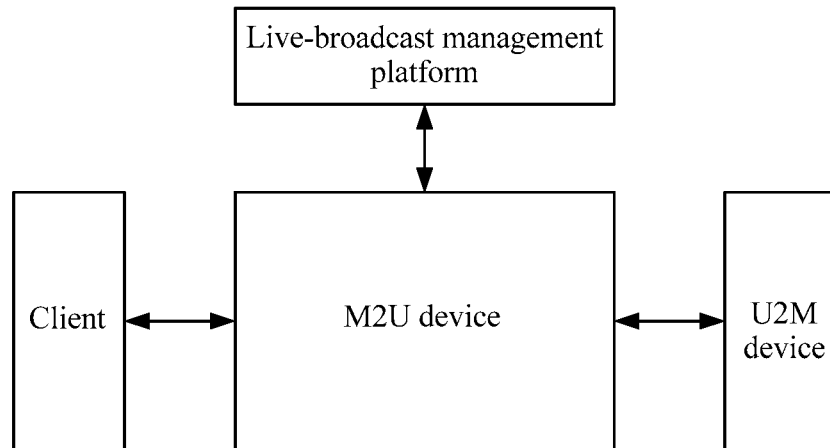 Live-broadcast management
platform
Client
M2U device
U2M
device